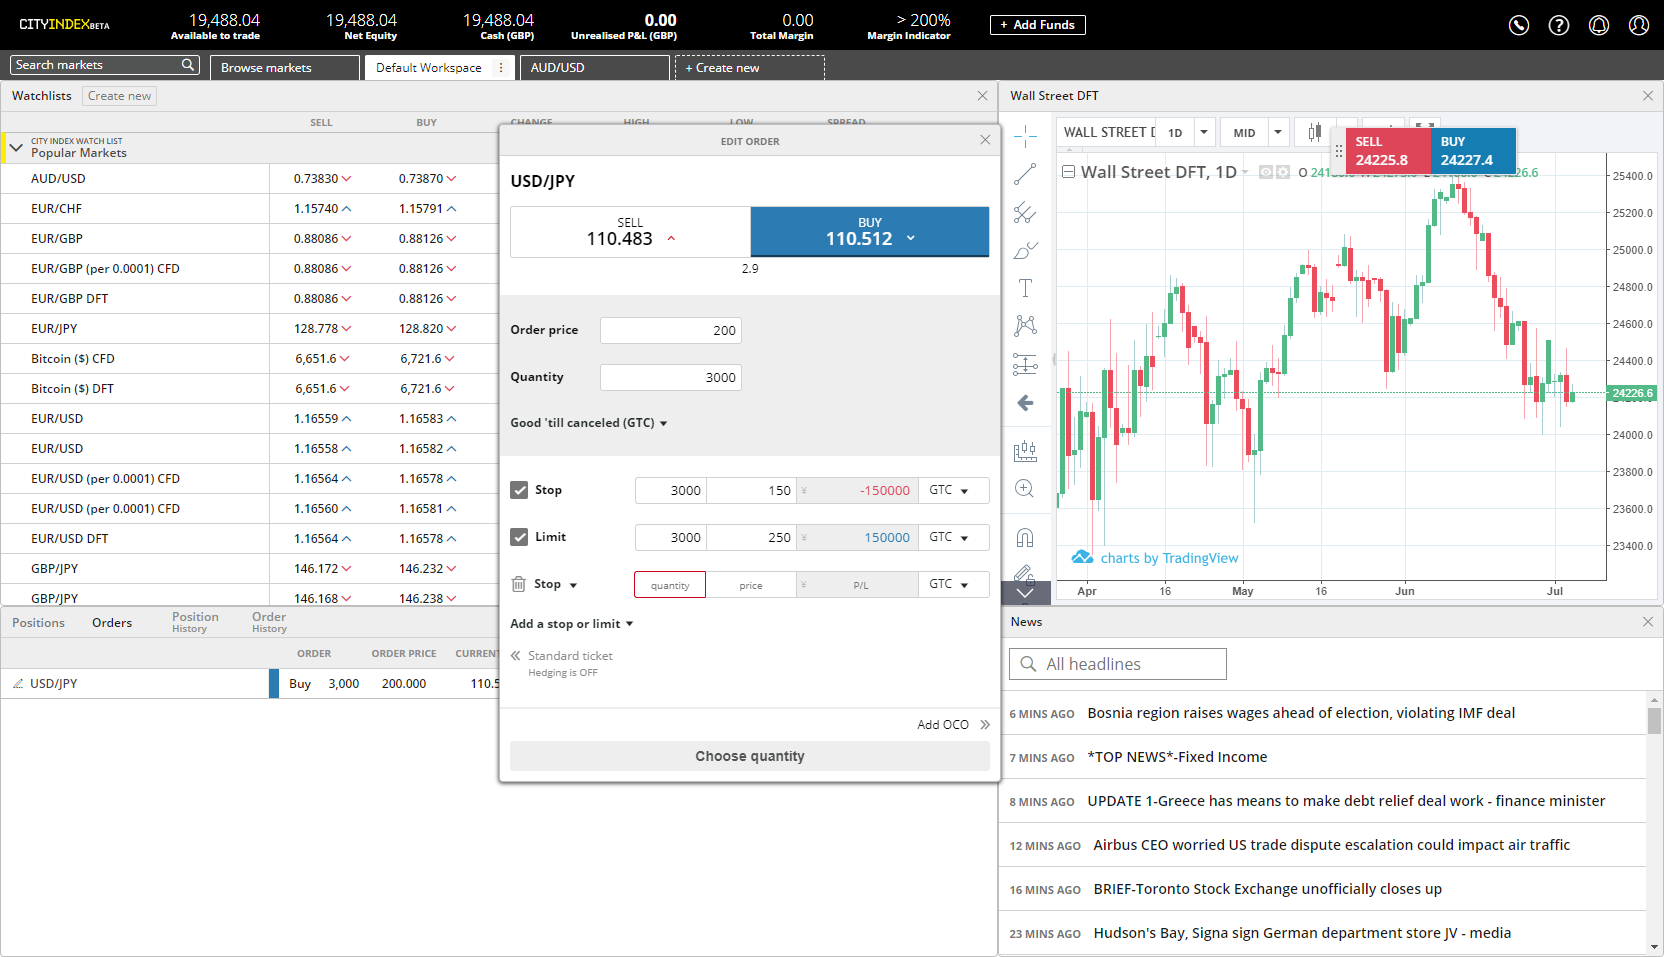 CITYINDEXBETA
19,488.04
Available to trade
19,488.04
Net Equity
19,488.04
Cash (GBP)
0.00
Unrealised P&L (GBP)
0.00
Total Margin
> 200%
Margin Indicator
+ Add Funds
Search markets
Browse markets
Default Workspace
AUD/USD
+ Create new
Watchlists
Create new
SELL BUY CHANGE HIGH LOW SPREAD
CITY INDEX WATCH LIST
Popular Markets
AUD/USD 0.73830 0.73870
EUR/CHF 1.15740 1.15791
EUR/GBP 0.88086 0.88126
EUR/GBP (per 0.0001) CFD 0.88086 0.88126
EUR/GBP DFT 0.88086 0.88126
EUR/JPY 128.778 128.820
Bitcoin ($) CFD 6,651.6 6,721.6
Bitcoin ($) DFT 6,651.6 6,721.6
EUR/USD 1.16559 1.16583
EUR/USD 1.16558 1.16582
EUR/USD (per 0.0001) CFD 1.16564 1.16578
EUR/USD (per 0.0001) CFD 1.16560 1.16581
EUR/USD DFT 1.16564 1.16578
GBP/JPY 146.172 146.232
GBP/JPY 146.168 146.238
Positions
Orders
Position History
Order History
ORDER ORDER PRICE CURRENT
USD/JPY Buy 3,000 200.000 110.5
EDIT ORDER
USD/JPY
SELL
110.483
BUY
110.512
2.9
Order price 200
Quantity 3000
Good 'till canceled (GTC)
Stop 3000 150 ¥ -150000 GTC
Limit 3000 250 ¥ 150000 GTC
Stop quantity price ¥ P/L GTC
Add a stop or limit
Standard ticket
Hedging is OFF
Add OCO
Choose quantity
Wall Street DFT
WALL STREET D 1D MID
SELL
24225.8
BUY
24227.4
Wall Street DFT, 1D
25400.0
25200.0
25000.0
24800.0
24600.0
24400.0
24226.6
24000.0
23800.0
23600.0
23400.0
charts by TradingView
Apr 16 May 16 Jun Jul
News
All headlines
6 MINS AGO Bosnia region raises wages ahead of election, violating IMF deal
7 MINS AGO *TOP NEWS*-Fixed Income
8 MINS AGO UPDATE 1-Greece has means to make debt relief deal work - finance minister
12 MINS AGO Airbus CEO worried US trade dispute escalation could impact air traffic
16 MINS AGO BRIEF-Toronto Stock Exchange unofficially closes up
23 MINS AGO Hudson's Bay, Signa sign German department store JV - media